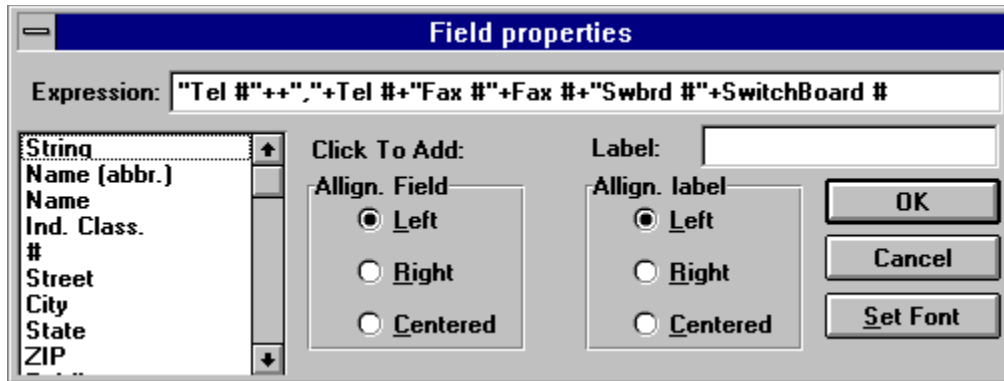 Field properties
Expression: "Tel #"++","+Tel #+"Fax #"+Fax #+"Swbrd #"+SwitchBoard #
String
Name (abbr.)
Name
Ind. Class.
#
Street
City
State
ZIP
Click To Add:
Label:
Allign. Field
Left
Right
Centered
Allign. label
Left
Right
Centered
OK
Cancel
Set Font